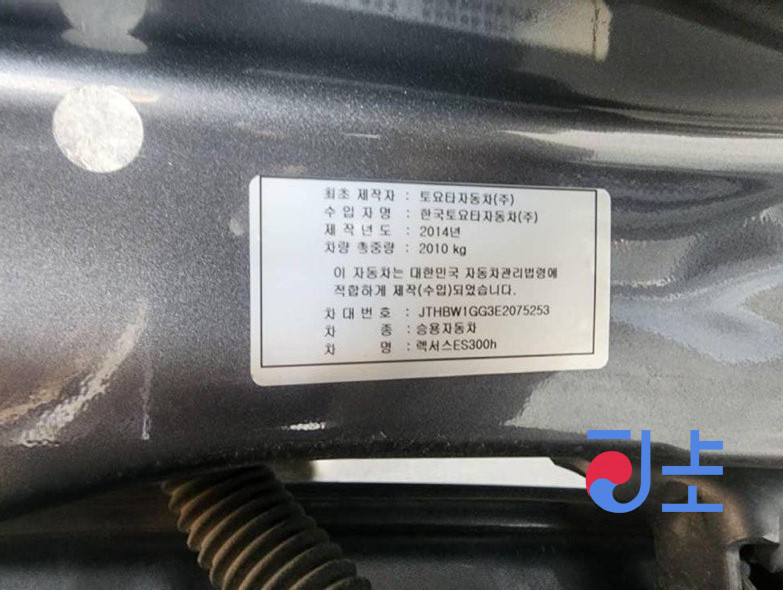 최초 제작자 : 토요타자동차(주)
수입자명 : 한국토요타자동차(주)
제작년도 : 2014년
차량 총중량 : 2010 kg
이 자동차는 대한민국 자동차관리법령에
적합하게 제작(수입)되었습니다.
차대번호 : JTHBW1GG3E2075253
차 종 : 승용자동차
차 명 : 렉서스ES300h